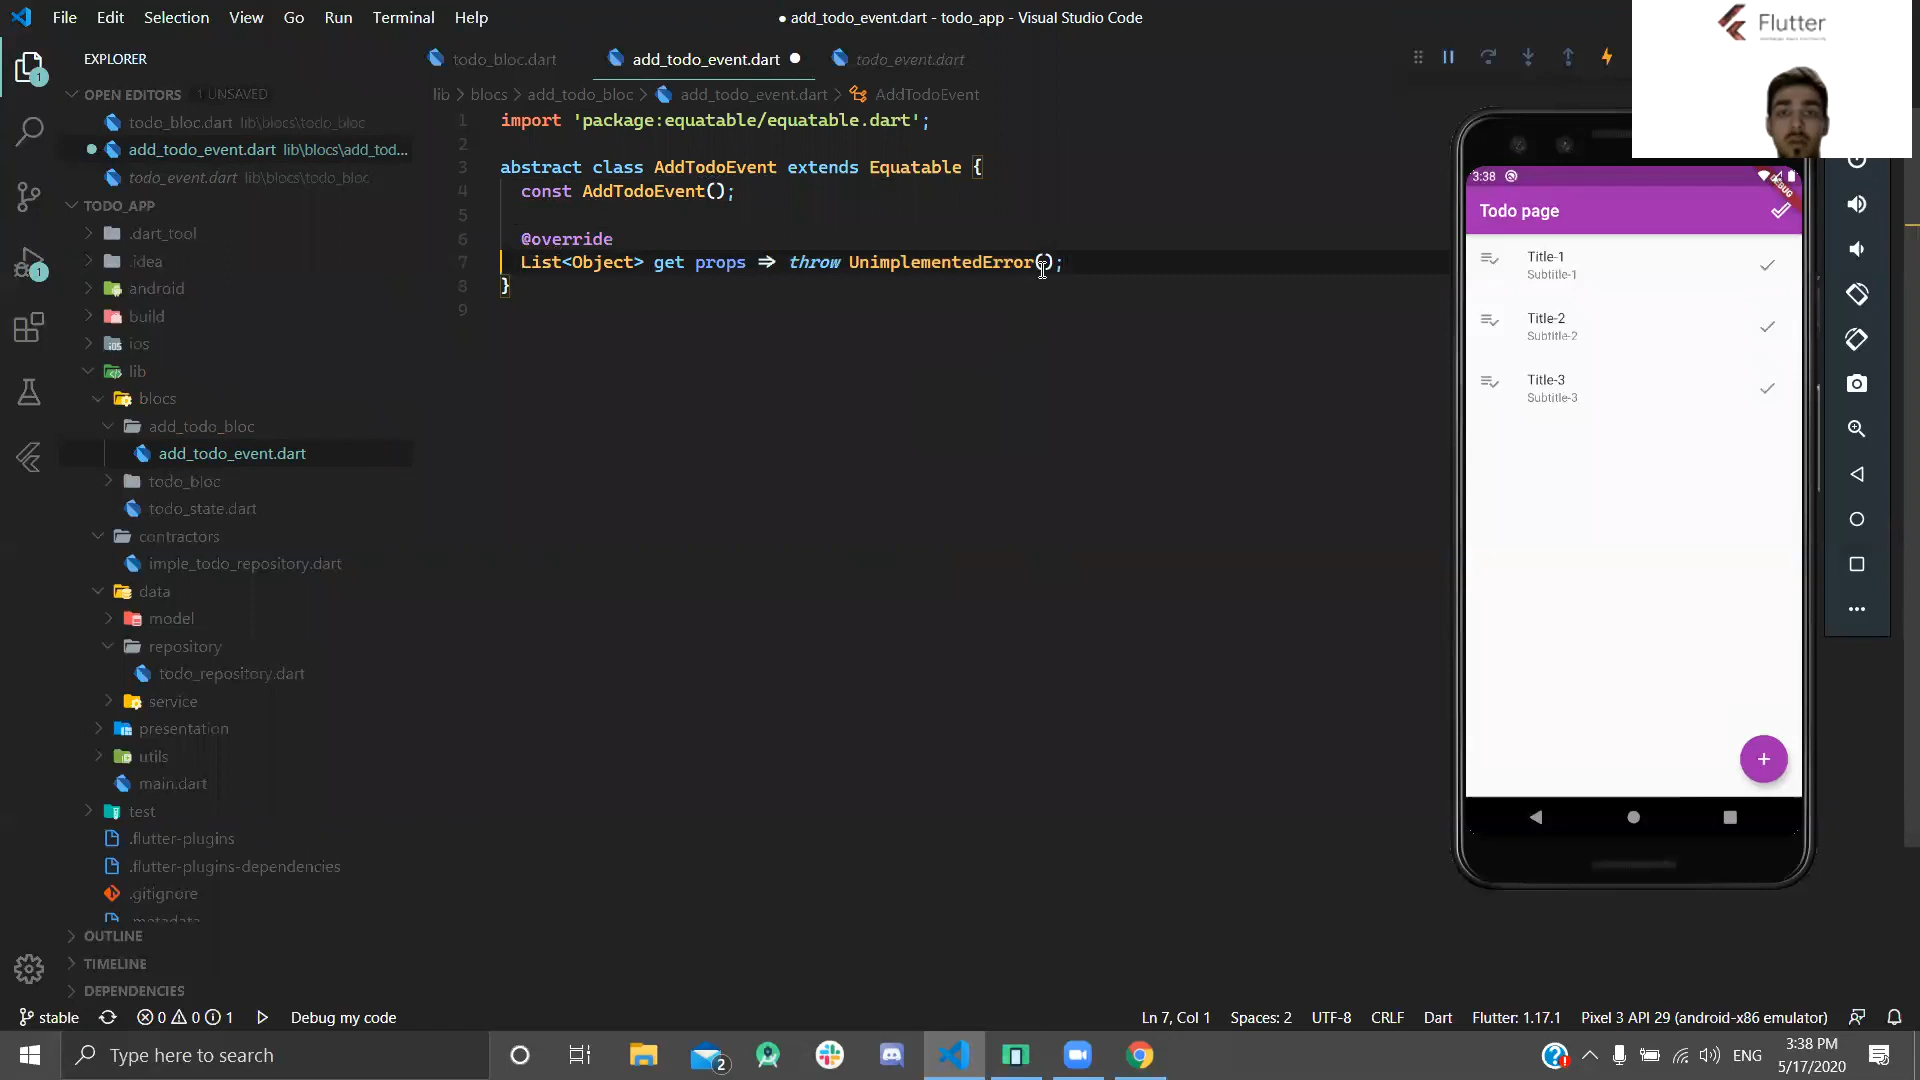 File Edit Selection View Go Run Terminal Help
● add_todo_event.dart - todo_app - Visual Studio Code
Flutter
EXPLORER
todo_bloc.dart
add_todo_event.dart
todo_event.dart
OPEN EDITORS 1 UNSAVED
todo_bloc.dart lib\blocs\todo_bloc
add_todo_event.dart lib\blocs\add_tod...
todo_event.dart lib\blocs\todo_bloc
TODO_APP
.dart_tool
.idea
android
build
ios
lib
blocs
add_todo_bloc
add_todo_event.dart
todo_bloc
todo_state.dart
contractors
imple_todo_repository.dart
data
model
repository
todo_repository.dart
service
presentation
utils
main.dart
test
.flutter-plugins
.flutter-plugins-dependencies
.gitignore
.metadata
OUTLINE
TIMELINE
DEPENDENCIES
lib > blocs > add_todo_bloc > add_todo_event.dart > AddTodoEvent
1 import 'package:equatable/equatable.dart';
2
3 abstract class AddTodoEvent extends Equatable {
4 const AddTodoEvent();
5
6 @override
7 List<Object> get props => throw UnimplementedError();
8 }
9
3:38
DEBUG
Todo page
Title-1
Subtitle-1
Title-2
Subtitle-2
Title-3
Subtitle-3
+
stable 0 0 1 Debug my code
Ln 7, Col 1 Spaces: 2 UTF-8 CRLF Dart Flutter: 1.17.1 Pixel 3 API 29 (android-x86 emulator)
Type here to search
2
ENG
3:38 PM
5/17/2020